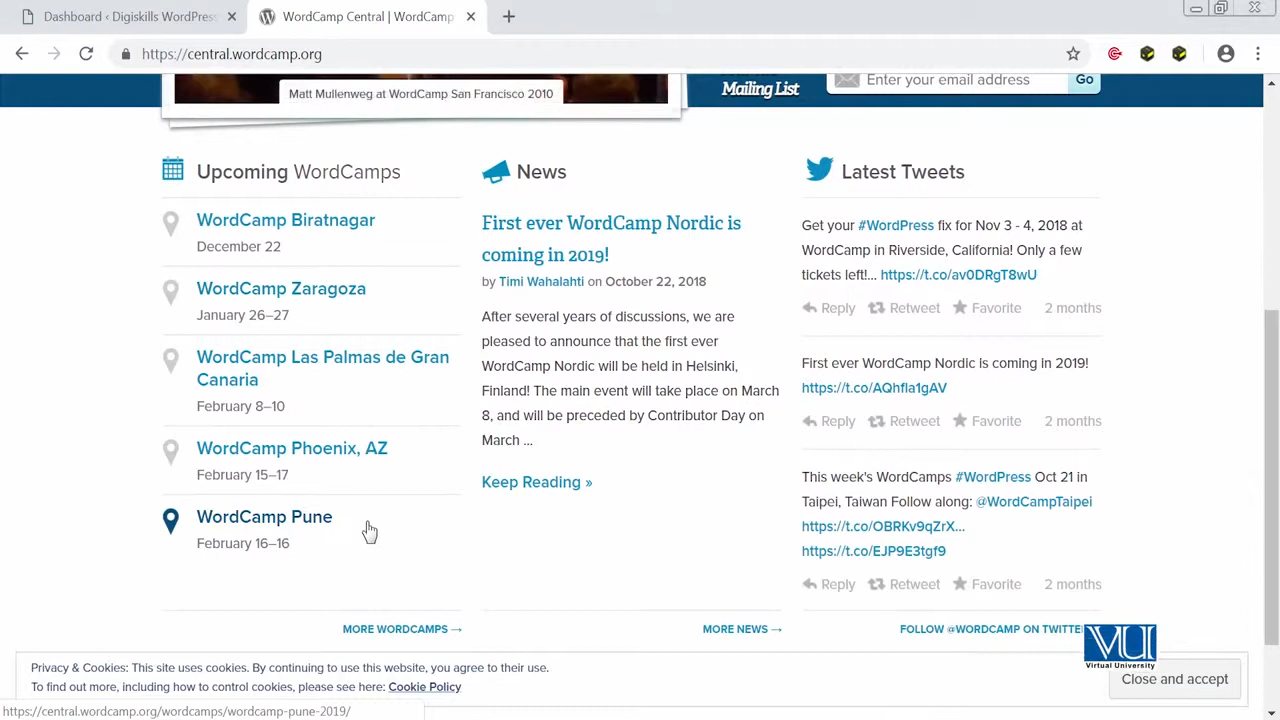 Dashboard ‹ Digiskills WordPress
WordCamp Central | WordCamp
https://central.wordcamp.org
Matt Mullenweg at WordCamp San Francisco 2010
Mailing List
Enter your email address
Go
Upcoming WordCamps
WordCamp Biratnagar
December 22
WordCamp Zaragoza
January 26–27
WordCamp Las Palmas de Gran
Canaria
February 8–10
WordCamp Phoenix, AZ
February 15–17
WordCamp Pune
February 16–16
MORE WORDCAMPS →
News
First ever WordCamp Nordic is
coming in 2019!
by Timi Wahalahti on October 22, 2018
After several years of discussions, we are
pleased to announce that the first ever
WordCamp Nordic will be held in Helsinki,
Finland! The main event will take place on March
8, and will be preceded by Contributor Day on
March ...
Keep Reading »
MORE NEWS →
Latest Tweets
Get your #WordPress fix for Nov 3 - 4, 2018 at
WordCamp in Riverside, California! Only a few
tickets left!... https://t.co/av0DRgT8wU
Reply Retweet Favorite 2 months
First ever WordCamp Nordic is coming in 2019!
https://t.co/AQhfla1gAV
Reply Retweet Favorite 2 months
This week's WordCamps #WordPress Oct 21 in
Taipei, Taiwan Follow along: @WordCampTaipei
https://t.co/OBRKv9qZrX...
https://t.co/EJP9E3tgf9
Reply Retweet Favorite 2 months
FOLLOW @WORDCAMP ON TWITTE
VU
Virtual University
Privacy & Cookies: This site uses cookies. By continuing to use this website, you agree to their use.
To find out more, including how to control cookies, please see here: Cookie Policy
Close and accept
https://central.wordcamp.org/wordcamps/wordcamp-pune-2019/